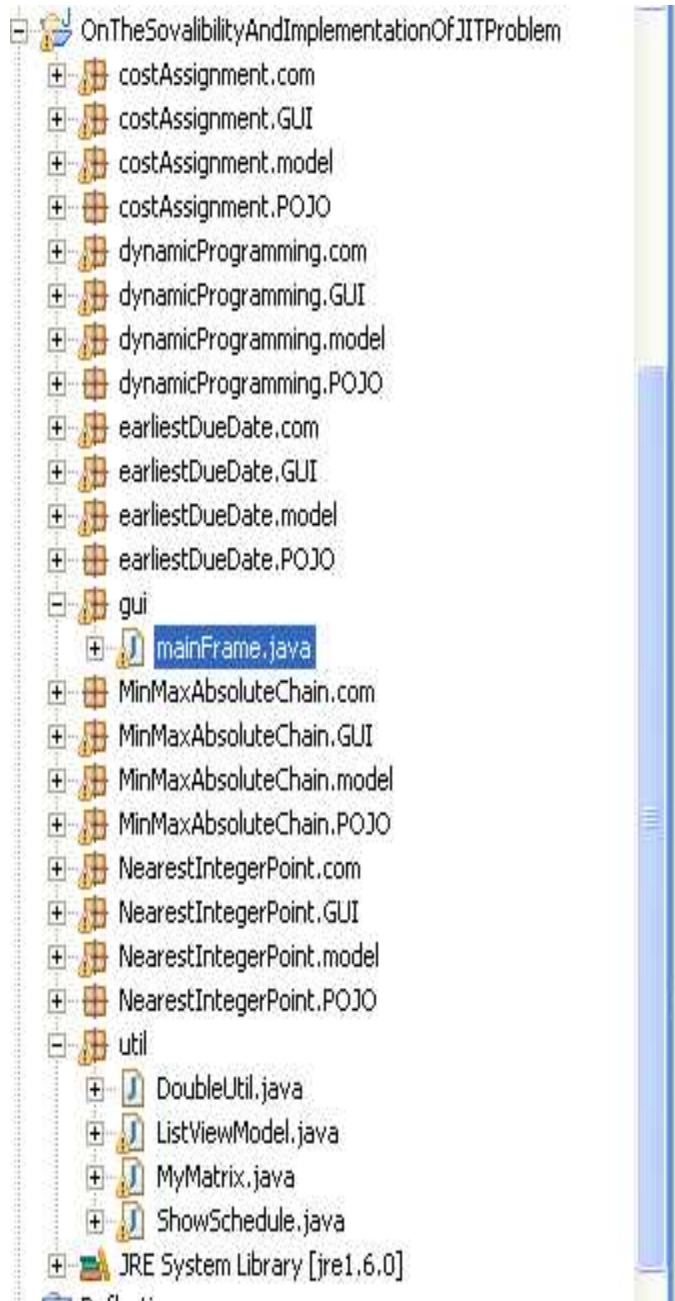 OnTheSovalibilityAndImplementationOfJITProblem
costAssignment.com
costAssignment.GUI
costAssignment.model
costAssignment.POJO
dynamicProgramming.com
dynamicProgramming.GUI
dynamicProgramming.model
dynamicProgramming.POJO
earliestDueDate.com
earliestDueDate.GUI
earliestDueDate.model
earliestDueDate.POJO
gui
mainFrame.java
MinMaxAbsoluteChain.com
MinMaxAbsoluteChain.GUI
MinMaxAbsoluteChain.model
MinMaxAbsoluteChain.POJO
NearestIntegerPoint.com
NearestIntegerPoint.GUI
NearestIntegerPoint.model
NearestIntegerPoint.POJO
util
DoubleUtil.java
ListViewModel.java
MyMatrix.java
ShowSchedule.java
JRE System Library [jre1.6.0]